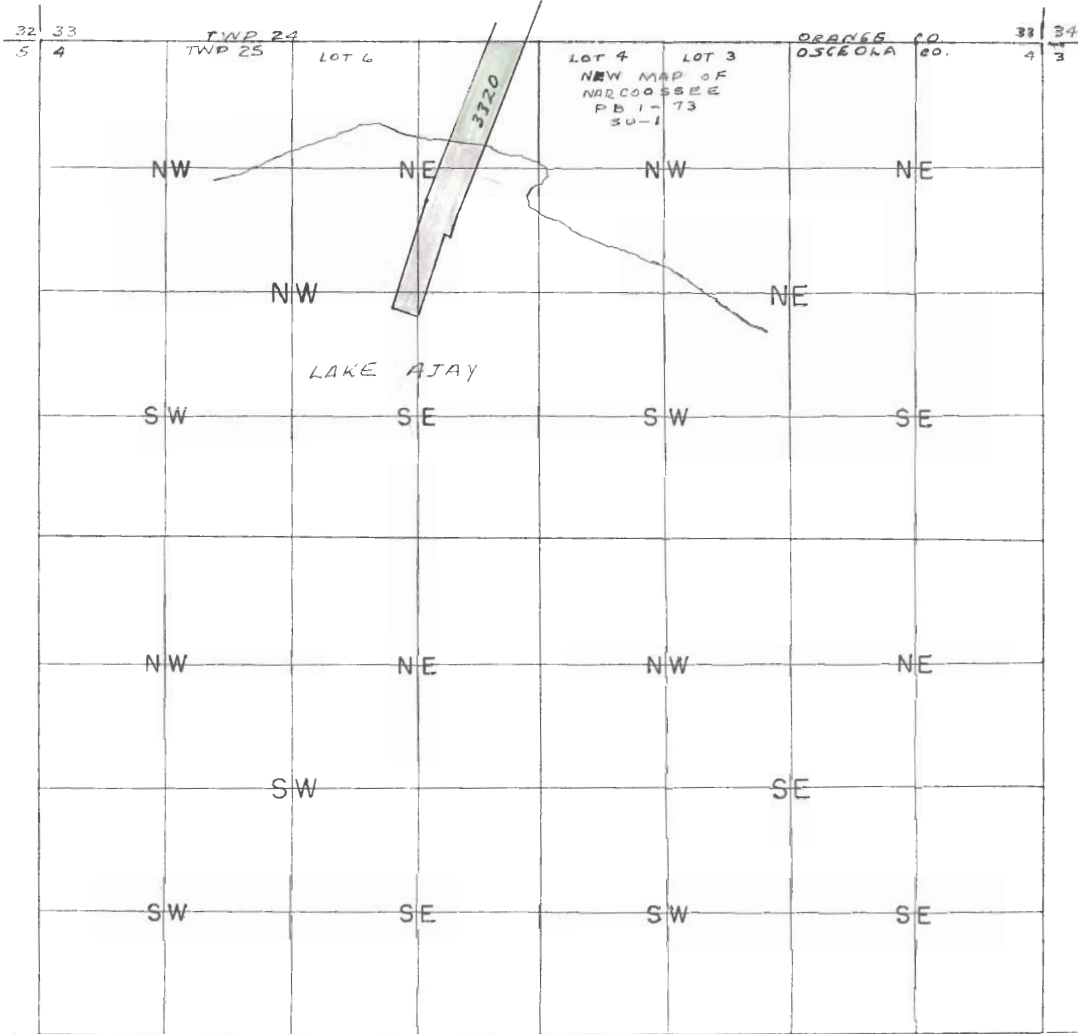 32 33 TWP 24 ORANGE CO. 33 34
5 4 TWP 25 LOT 6 LOT 4 LOT 3 OSCEOLA CO. 4 3
NEW MAP OF
NARCOOSSEE
PB 1-73
SU-1
3320
NW NE NW NE
NW NE
LAKE AJAY
SW SE SW SE
NW NE NW NE
SW SE
SW SE SW SE